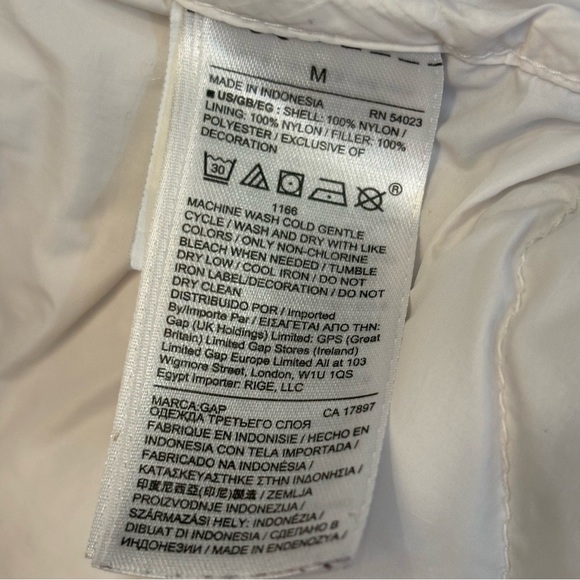 M
MADE IN INDONESIA RN 54023
■ US/GB/EG : SHELL: 100% NYLON /
LINING: 100% NYLON / FILLER: 100%
POLYESTER / EXCLUSIVE OF
DECORATION
30 ®
1166
MACHINE WASH COLD GENTLE
CYCLE / WASH AND DRY WITH LIKE
COLORS / ONLY NON-CHLORINE
BLEACH WHEN NEEDED / TUMBLE
DRY LOW / COOL IRON / DO NOT
IRON LABEL/DECORATION / DO NOT
DRY CLEAN
DISTRIBUIDO POR / Imported
By/Importe Par / ΕΙΣΑΓΕΤΑΙ ΑΠΟ ΤΗΝ:
Gap (UK Holdings) Limited: GPS (Great
Britain) Limited Gap Stores (Ireland)
Limited Gap Europe Limited All at 103
Wigmore Street, London, W1U 1QS
Egypt Importer: RIGE, LLC
MARCA:GAP CA 17897
ОДЕЖДА ТРЕТЬЕГО СЛОЯ
FABRIQUE EN INDONISIE / HECHO EN
INDONESIA CON TELA IMPORTADA /
FABRICADO NA INDONÉSIA /
ΚΑΤΑΣΚΕΥΑΣΤΗΚΕ ΣΤΗΝ ΙΝΔΟΝΗΣΙΑ /
印度尼西亚(印尼)製造 / ZEMLJA
PROIZVODNJE INDONEZIJA /
SZÁRMAZÁSI HELY: INDONÉZIA /
DIBUAT DI INDONESIA / СДЕЛАНО В
ИНДОНЕЗИИ / MADE IN ENDONEZYA /